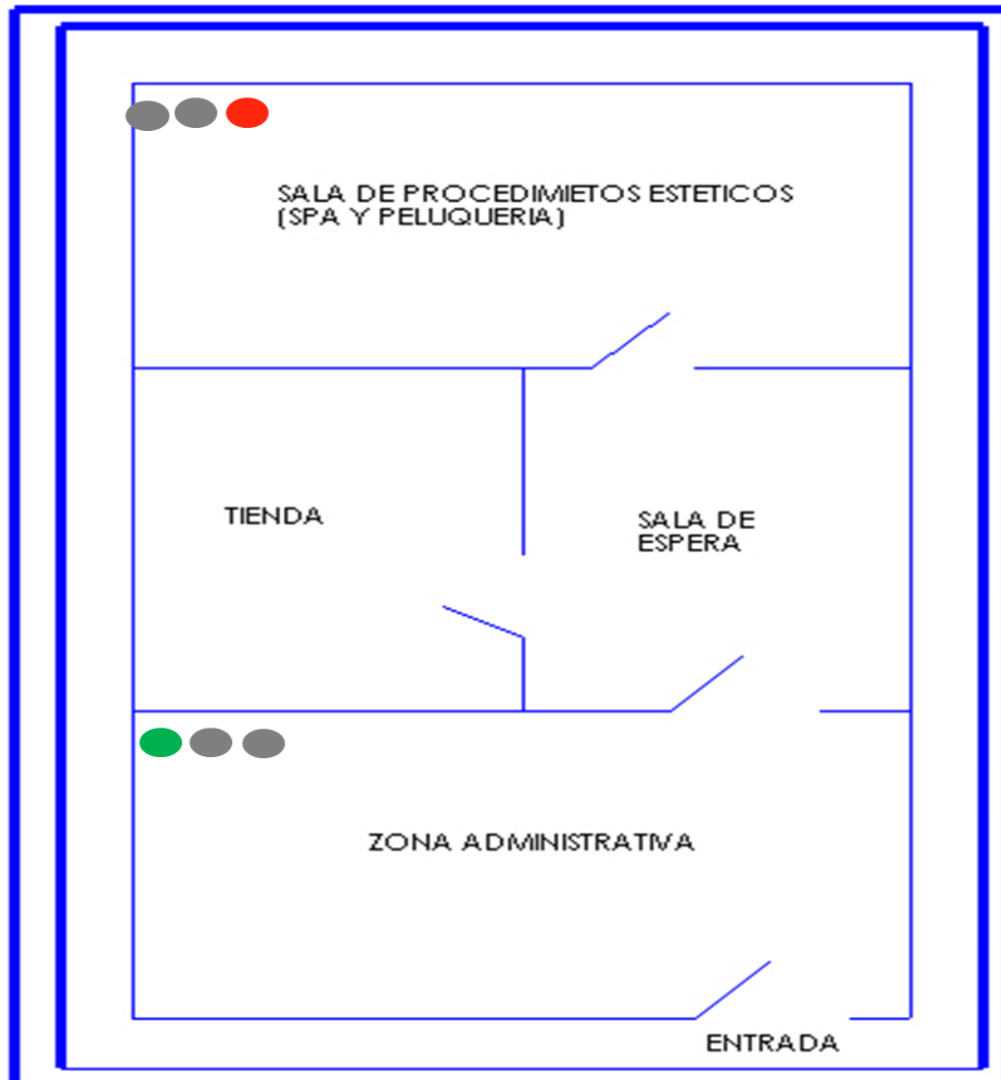 SALA DE PROCEDIMIETOS ESTETICOS
(SPA Y PELUQUERIA)
TIENDA
SALA DE
ESPERA
ZONA ADMINISTRATIVA
ENTRADA